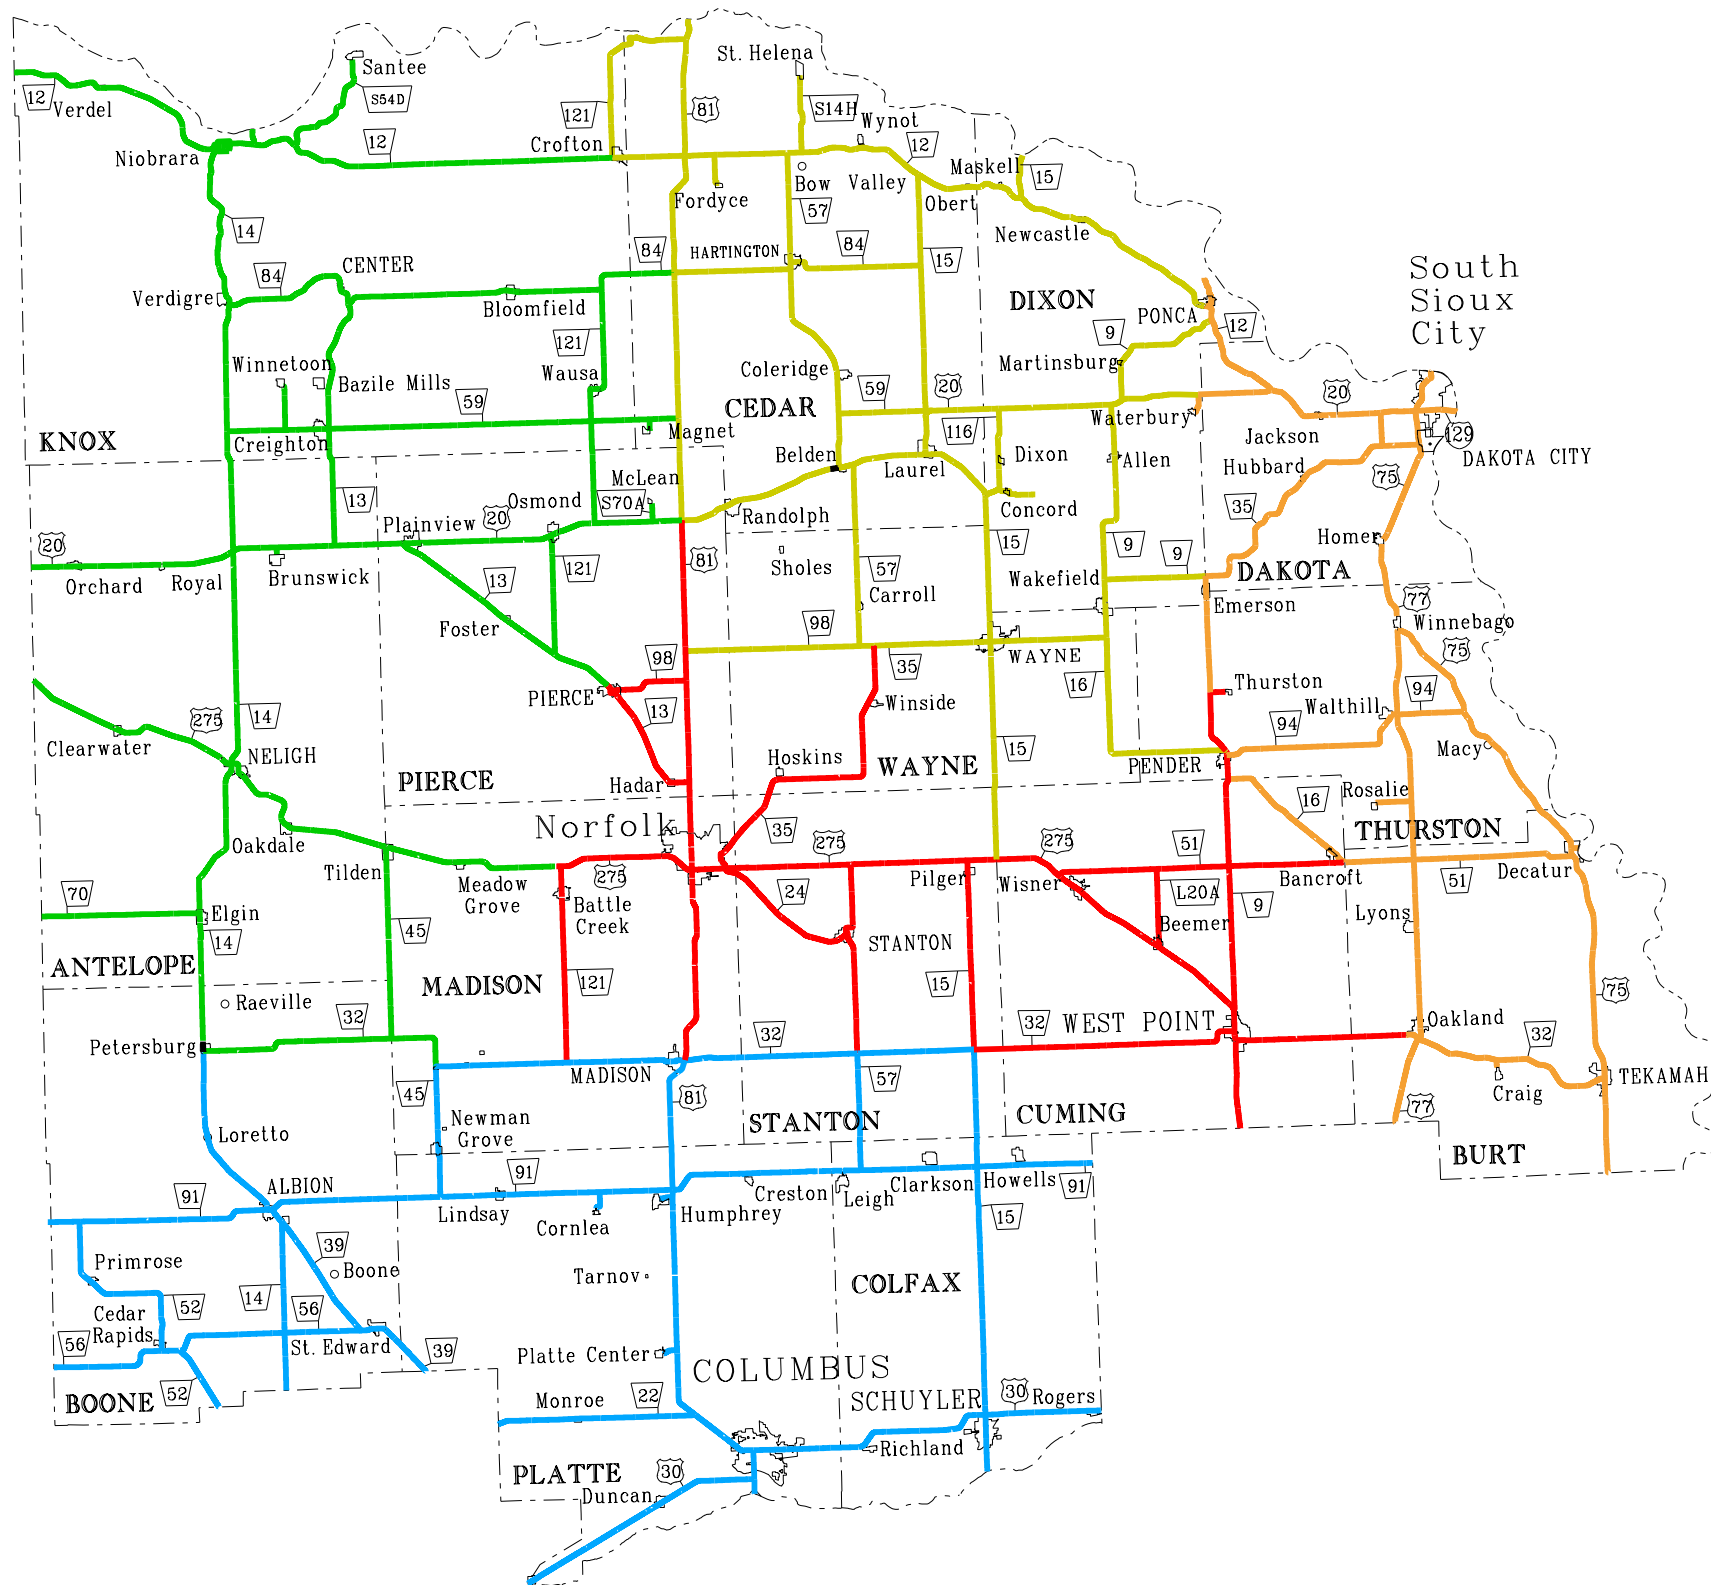 St. Helena
Santee
12
Verdel
S54D
121
81
S14H
Wynot
12
12
Niobrara
Crofton
Maskell
15
Bow
Valley
Fordyce
57
Obert
14
Newcastle
84
HARTINGTON
84
15
South
Sioux
City
CENTER
84
Verdigre
Bloomfield
DIXON
PONCA
12
9
121
Martinsburg
Winnetoon
Bazile Mills
Wausa
Coleridge
59
59
20
20
CEDAR
Waterbury
KNOX
Creighton
Magnet
116
Jackson
129
DAKOTA CITY
Belden
Laurel
Dixon
Allen
Hubbard
75
McLean
13
Osmond
S70A
Plainview
20
Randolph
Concord
35
20
81
15
9
9
Homer
Orchard
Royal
Brunswick
13
121
Sholes
57
Wakefield
DAKOTA
Foster
Carroll
Emerson
77
98
Winnebago
98
WAYNE
75
35
16
PIERCE
13
Winside
Thurston
94
Walthill
275
14
94
Clearwater
NELIGH
15
Macy
PIERCE
Hoskins
WAYNE
PENDER
Hadar
Rosalie
16
Norfolk
35
THURSTON
Oakdale
275
275
51
Tilden
Meadow
Grove
275
Pilger
Wisner
Bancroft
51
Decatur
70
24
L20A
Elgin
Battle
Creek
9
Lyons
14
45
STANTON
Beemer
ANTELOPE
MADISON
121
15
75
Raeville
32
32
32
WEST POINT
Oakland
32
Petersburg
MADISON
57
TEKAMAH
45
81
Craig
Newman
Grove
STANTON
CUMING
77
Loretto
BURT
91
ALBION
91
Creston
Leigh
Clarkson
Howells
91
Lindsay
Cornlea
Humphrey
15
39
Primrose
Boone
Tarnov
COLFAX
52
14
56
Cedar
Rapids
56
St. Edward
39
Platte Center
COLUMBUS
BOONE
52
Monroe
22
SCHUYLER
30
Rogers
Richland
PLATTE
30
Duncan